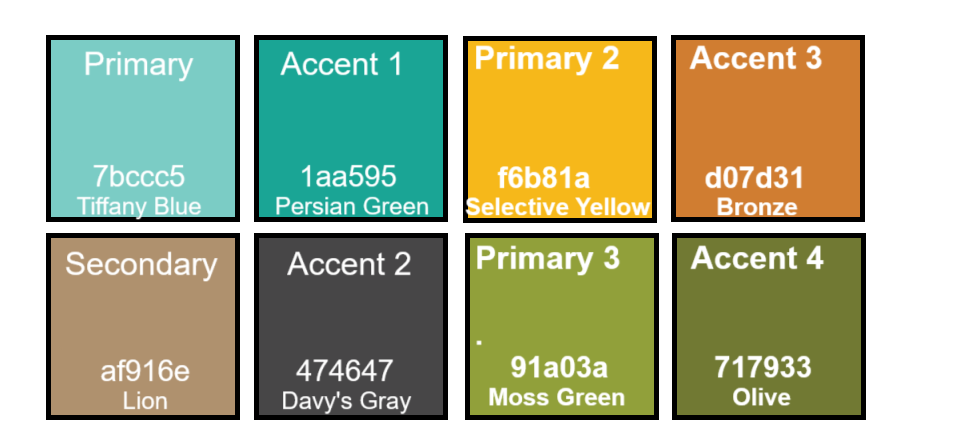 Primary
7bccc5
Tiffany Blue
Accent 1
1aa595
Persian Green
Primary 2
f6b81a
Selective Yellow
Accent 3
d07d31
Bronze
Secondary
af916e
Lion
Accent 2
474647
Davy's Gray
Primary 3
.
91a03a
Moss Green
Accent 4
717933
Olive